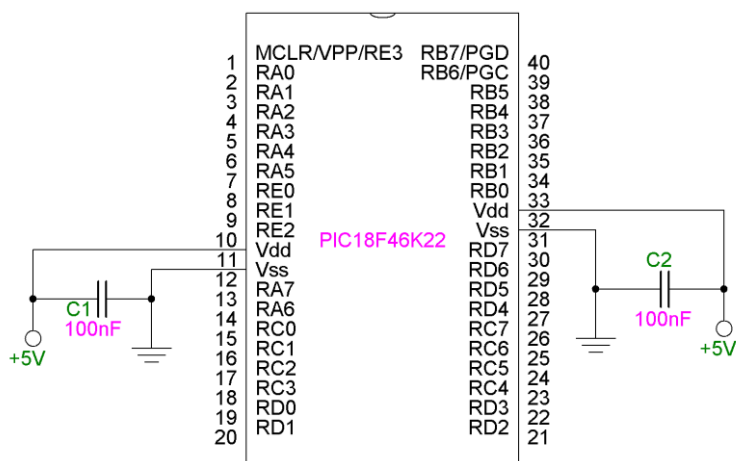 MCLR/VPP/RE3 RB7/PGD
1 40
RA0 RB6/PGC
2 39
RA1 RB5
3 38
RA2 RB4
4 37
RA3 RB3
5 36
RA4 RB2
6 35
RA5 RB1
7 34
RE0 RB0
8 33
RE1 Vdd
9 32
RE2 PIC18F46K22 Vss
10 31
Vdd RD7
11 30
Vss RD6 C2
12 29
RA7 RD5
13 28
C1 RA6 RD4 100nF
100nF 14 27
RC0 RC7
15 26
+5V RC1 RC6 +5V
16 25
RC2 RC5
17 24
RC3 RC4
18 23
RD0 RD3
19 22
RD1 RD2
20 21